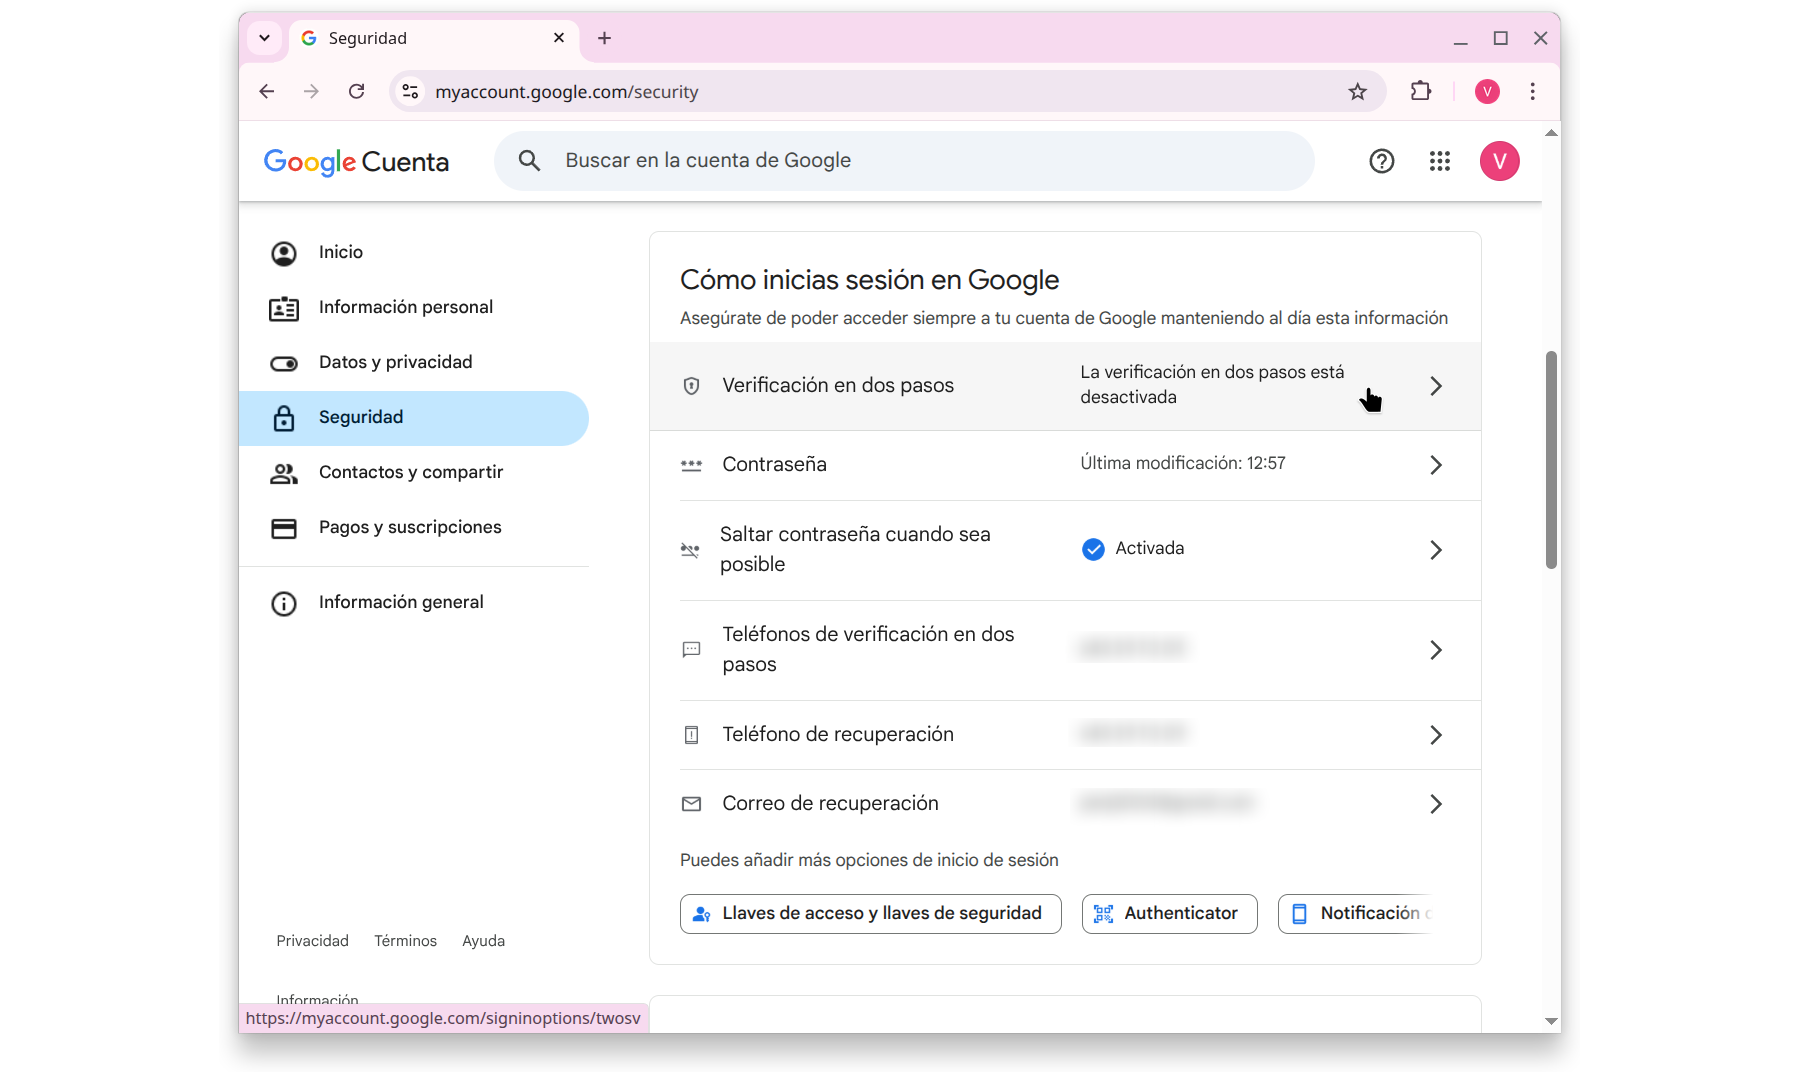 Seguridad
myaccount.google.com/security
V
Google Cuenta
Buscar en la cuenta de Google
V
Inicio
Información personal
Datos y privacidad
Seguridad
Contactos y compartir
Pagos y suscripciones
Información general
Privacidad Términos Ayuda
Información
https://myaccount.google.com/signinoptions/twosv
Cómo inicias sesión en Google
Asegúrate de poder acceder siempre a tu cuenta de Google manteniendo al día esta información
Verificación en dos pasos
La verificación en dos pasos está
desactivada
Contraseña
Última modificación: 12:57
Saltar contraseña cuando sea
posible
Activada
Teléfonos de verificación en dos
pasos
Teléfono de recuperación
Correo de recuperación
Puedes añadir más opciones de inicio de sesión
Llaves de acceso y llaves de seguridad
Authenticator
Notificación